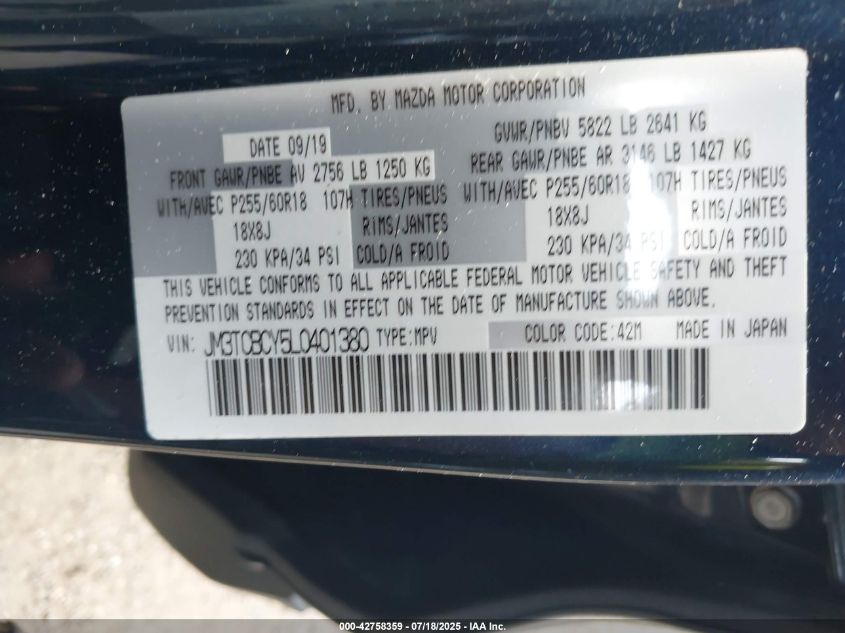 MFD. BY MAZDA MOTOR CORPORATION
DATE 09/19 GVWR/PNBV 5822 LB 2641 KG
FRONT GAWR/PNBE AV 2756 LB 1250 KG REAR GAWR/PNBE AR 3146 LB 1427 KG
WITH/AVEC P255/60R18 107H TIRES/PNEUS WITH/AVEC P255/60R18 107H TIRES/PNEUS
18X8J RIMS/JANTES 18X8J RIMS/JANTES
230 KPA/34 PSI COLD/A FROID 230 KPA/34 PSI COLD/A FROID
THIS VEHICLE CONFORMS TO ALL APPLICABLE FEDERAL MOTOR VEHICLE SAFETY AND THEFT
PREVENTION STANDARDS IN EFFECT ON THE DATE OF MANUFACTURE SHOWN ABOVE.
VIN: JM3TCBCY5L0401380 TYPE:MPV COLOR CODE:42M MADE IN JAPAN
000-42758359 / 07/18/2025 - IAA Inc.